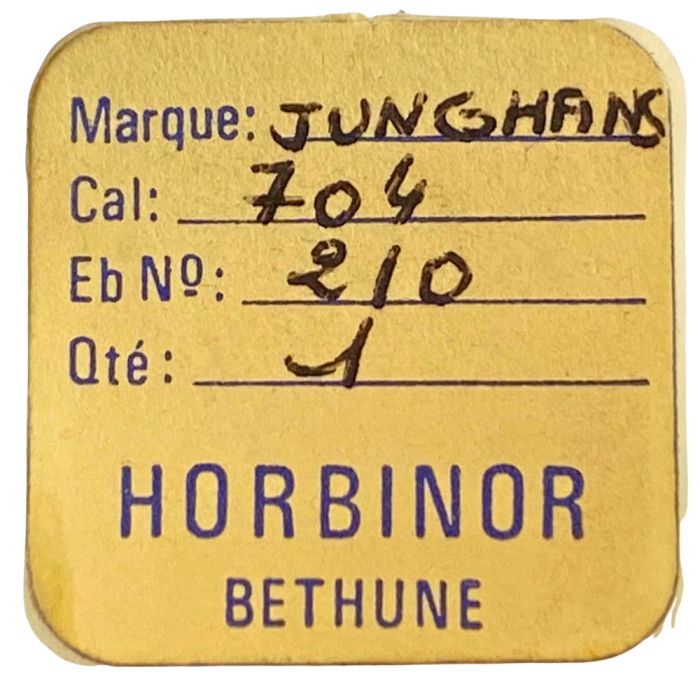 Marque: JUNGHANS
Cal: 704
Eb Nº: 210
Qté: 1
HORBINOR
BETHUNE